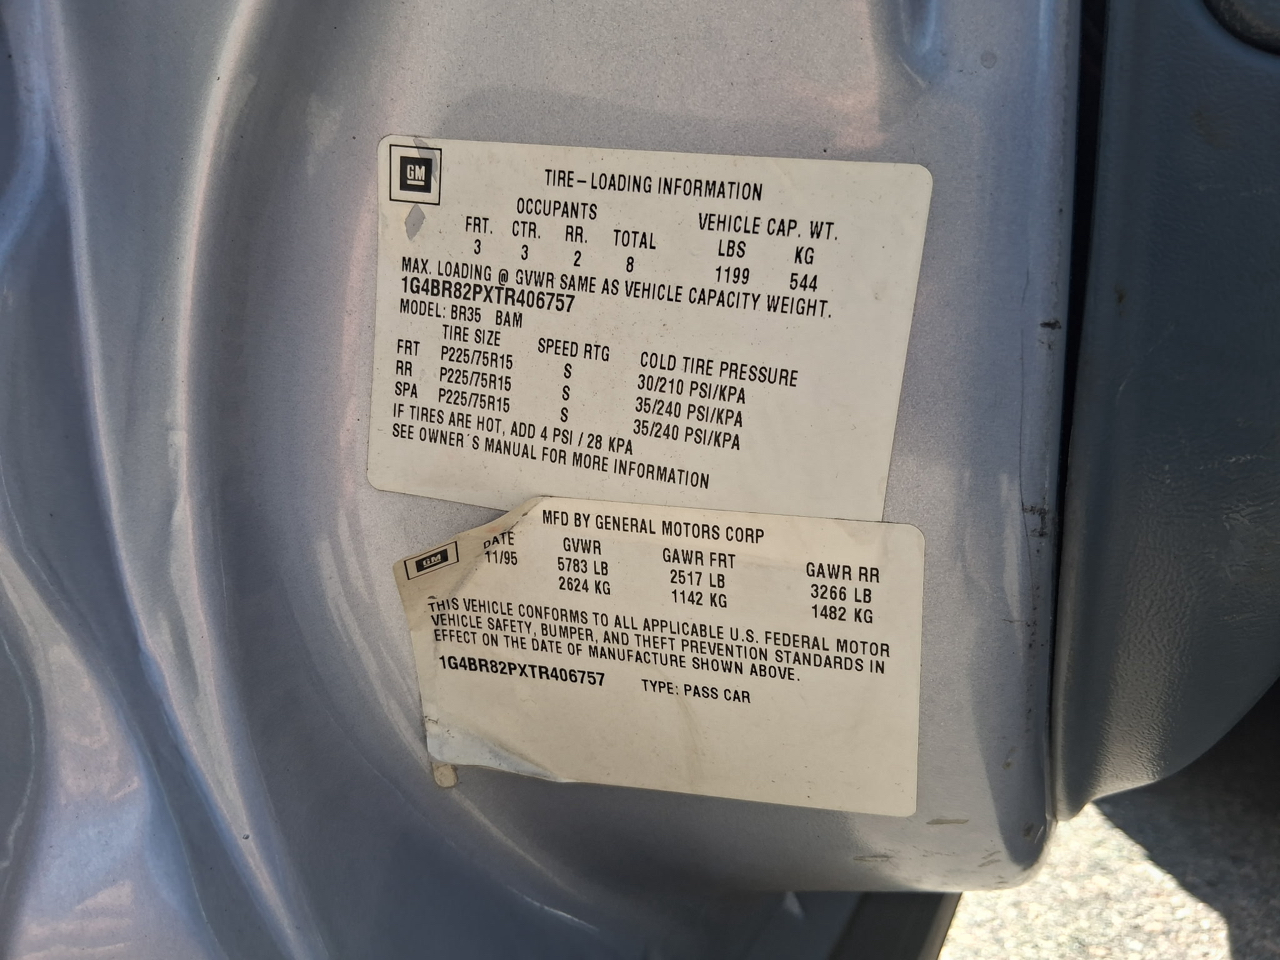 GM
TIRE-LOADING INFORMATION
OCCUPANTS VEHICLE CAP. WT.
FRT. CTR. RR. TOTAL LBS KG
3 3 2 8 1199 544
MAX. LOADING @ GVWR SAME AS VEHICLE CAPACITY WEIGHT.
1G4BR82PXTR406757
MODEL: BR35 BAM
TIRE SIZE SPEED RTG COLD TIRE PRESSURE
FRT P225/75R15 S 30/210 PSI/KPA
RR P225/75R15 S 35/240 PSI/KPA
SPA P225/75R15 S 35/240 PSI/KPA
IF TIRES ARE HOT, ADD 4 PSI / 28 KPA
SEE OWNER'S MANUAL FOR MORE INFORMATION
GM
MFD BY GENERAL MOTORS CORP
DATE GVWR GAWR FRT GAWR RR
11/95 5783 LB 2517 LB 3266 LB
2624 KG 1142 KG 1482 KG
THIS VEHICLE CONFORMS TO ALL APPLICABLE U.S. FEDERAL MOTOR
VEHICLE SAFETY, BUMPER, AND THEFT PREVENTION STANDARDS IN
EFFECT ON THE DATE OF MANUFACTURE SHOWN ABOVE.
1G4BR82PXTR406757 TYPE: PASS CAR